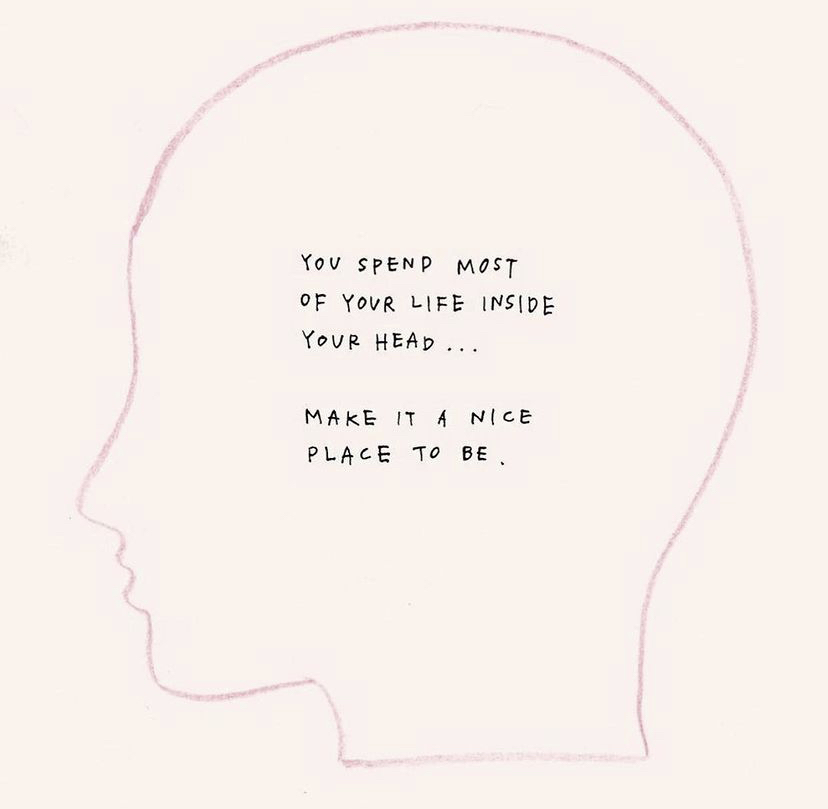 YOU SPEND MOST
OF YOUR LIFE INSIDE
YOUR HEAD...
MAKE IT A NICE
PLACE TO BE.